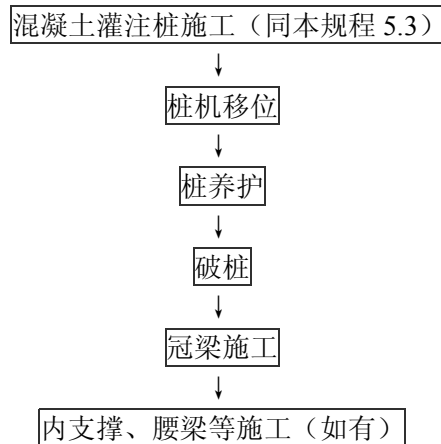 混凝土灌注桩施工（同本规程 5.3）
桩机移位
桩养护
破桩
冠梁施工
内支撑、腰梁等施工（如有）